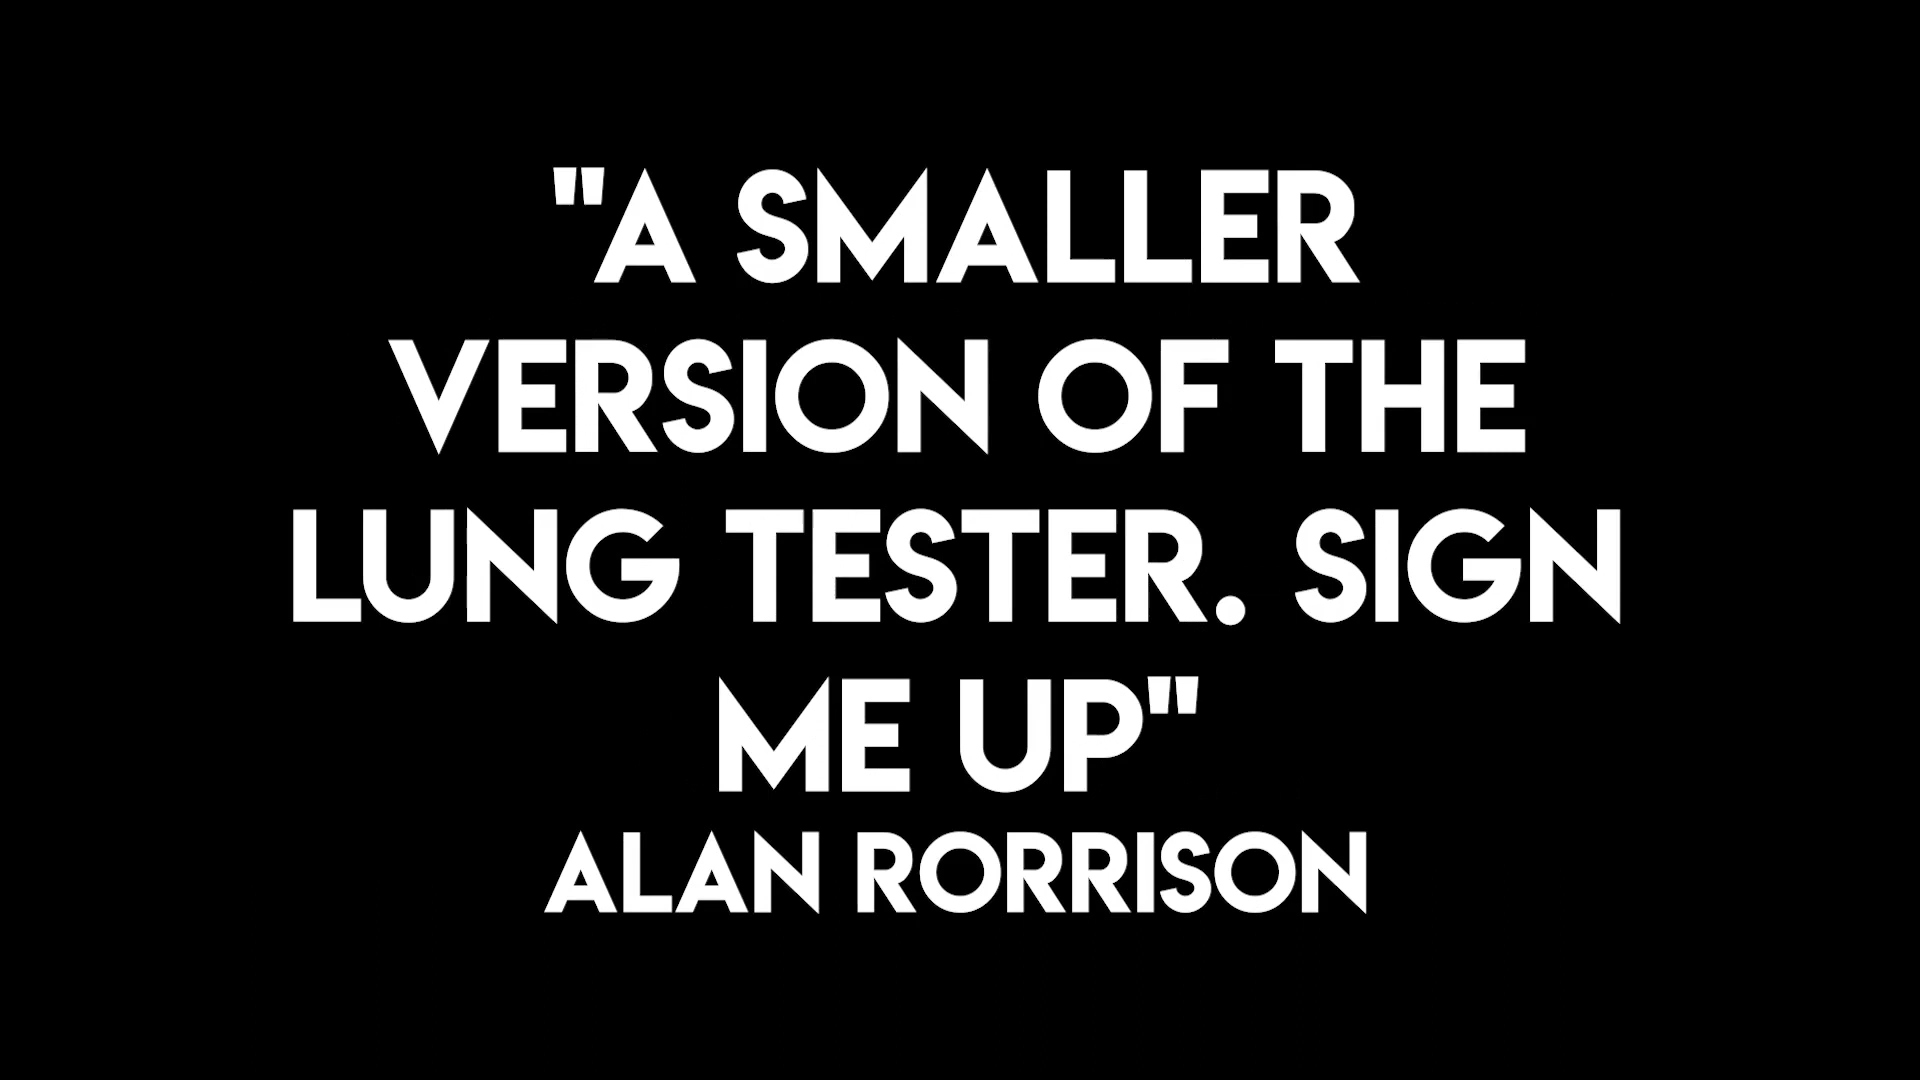 "A SMALLER
VERSION OF THE
LUNG TESTER. SIGN
ME UP"
ALAN RORRISON